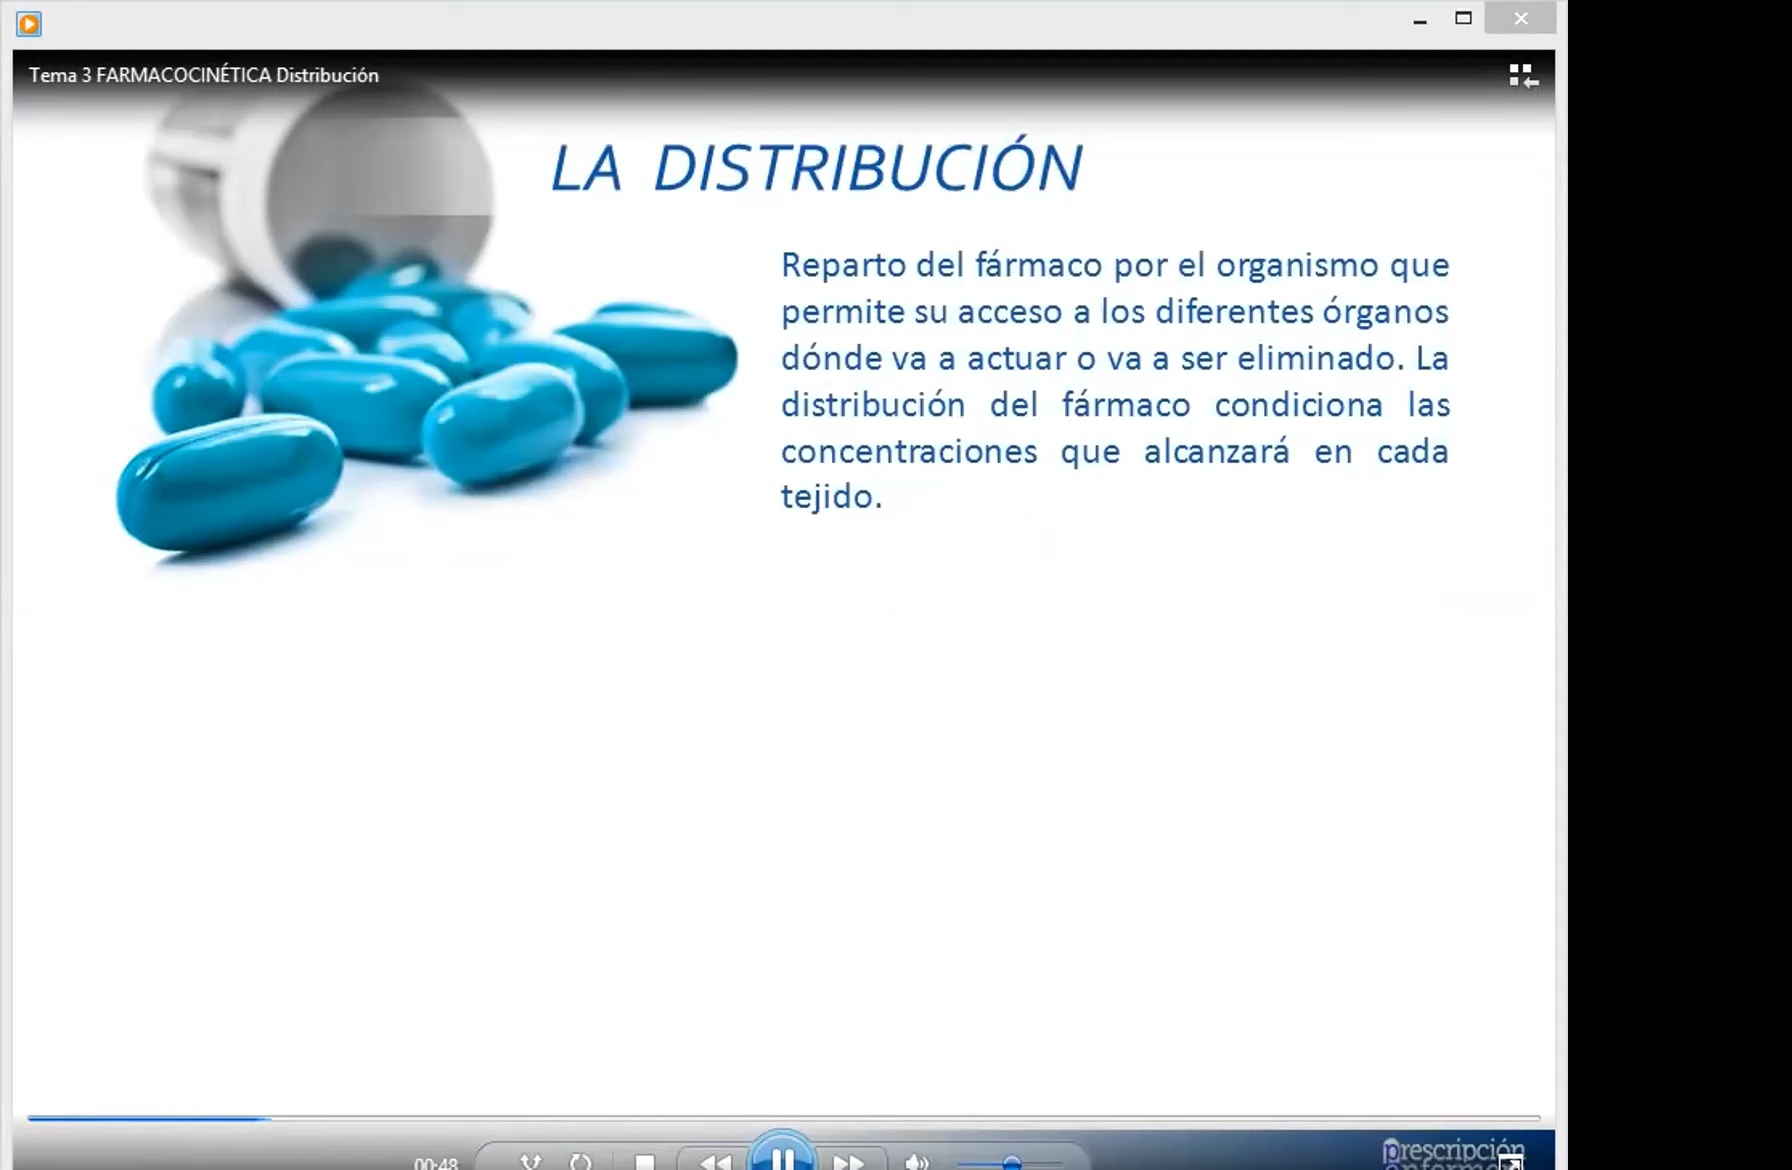 Tema 3 FARMACOCINÉTICA Distribución
LA DISTRIBUCIÓN
Reparto del fármaco por el organismo que
permite su acceso a los diferentes órganos
dónde va a actuar o va a ser eliminado. La
distribución del fármaco condiciona las
concentraciones que alcanzará en cada
tejido.
00:48
prescripción